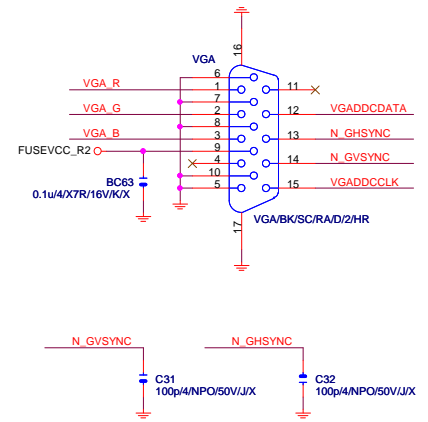 16
VGA
6
VGA_R 1 11
7
VGA_G 2 12 VGADDCDATA
8
VGA_B 3 13 N_GHSYNC
FUSEVCC_R2 9
4 14 N_GVSYNC
10
5 15 VGADDCCLK
BC63
0.1u/4/X7R/16V/K/X
VGA/BK/SC/RA/D/2/HR
17
N_GVSYNC N_GHSYNC
C31 C32
100p/4/NPO/50V/J/X 100p/4/NPO/50V/J/X